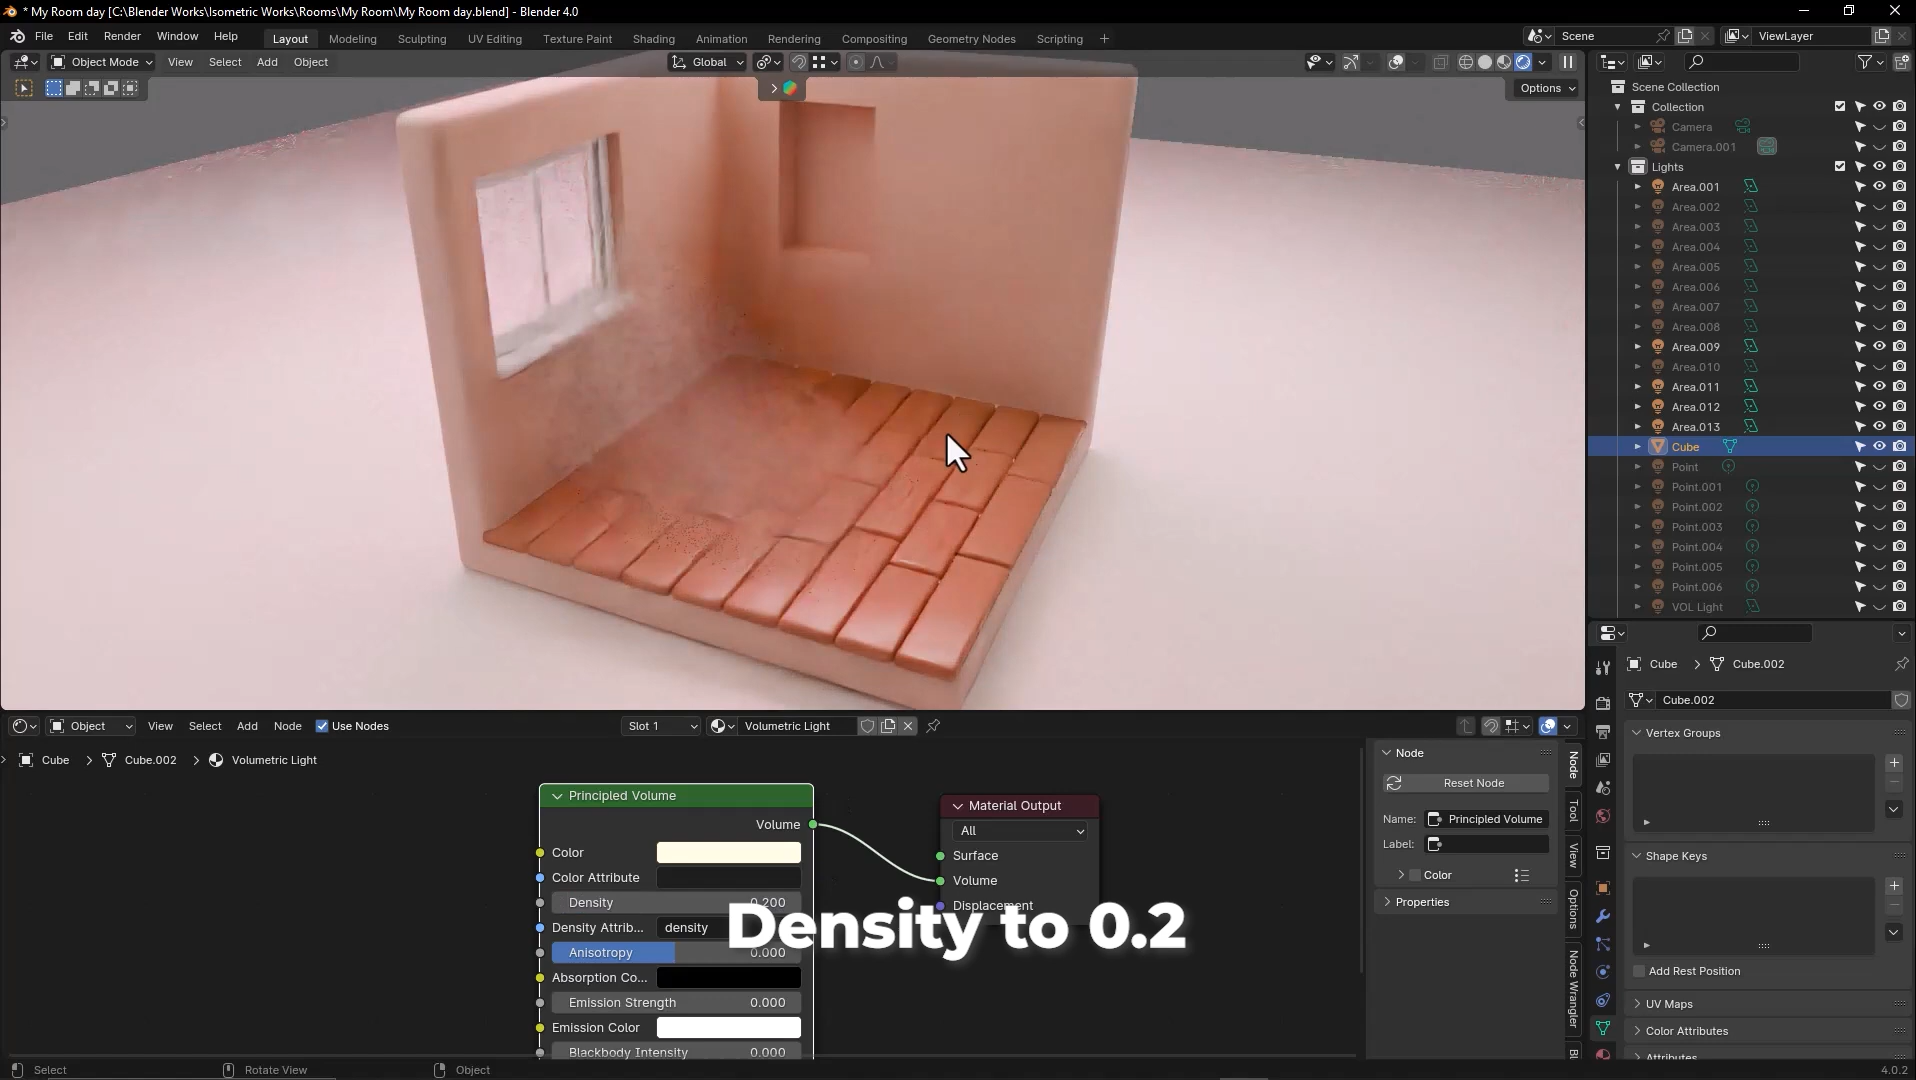 * My Room day [C:\Blender Works\Isometric Works\Rooms\My Room\My Room day.blend] - Blender 4.0
File Edit Render Window Help
Layout Modeling Sculpting UV Editing Texture Paint Shading Animation Rendering Compositing Geometry Nodes Scripting +
Scene
ViewLayer
Object Mode View Select Add Object
Global
Options
Scene Collection
Collection
Camera
Camera.001
Lights
Area.001
Area.002
Area.003
Area.004
Area.005
Area.006
Area.007
Area.008
Area.009
Area.010
Area.011
Area.012
Area.013
Cube
Point
Point.001
Point.002
Point.003
Point.004
Point.005
Point.006
VOL Light
Cube > Cube.002
Cube.002
Vertex Groups
Shape Keys
Add Rest Position
UV Maps
Color Attributes
Attributes
Object View Select Add Node Use Nodes
Slot 1
Volumetric Light
Cube > Cube.002 > Volumetric Light
Principled Volume
Volume
Color
Color Attribute
Density 0.200
Density Attrib... density
Anisotropy 0.000
Absorption Co...
Emission Strength 0.000
Emission Color
Blackbody Intensity 0.000
Material Output
All
Surface
Volume
Displacement
Density to 0.2
Node
Reset Node
Name: Principled Volume
Label:
Color
Properties
Node
Tool
View
Options
Node Wrangler
Select
Rotate View
Object
4.0.2